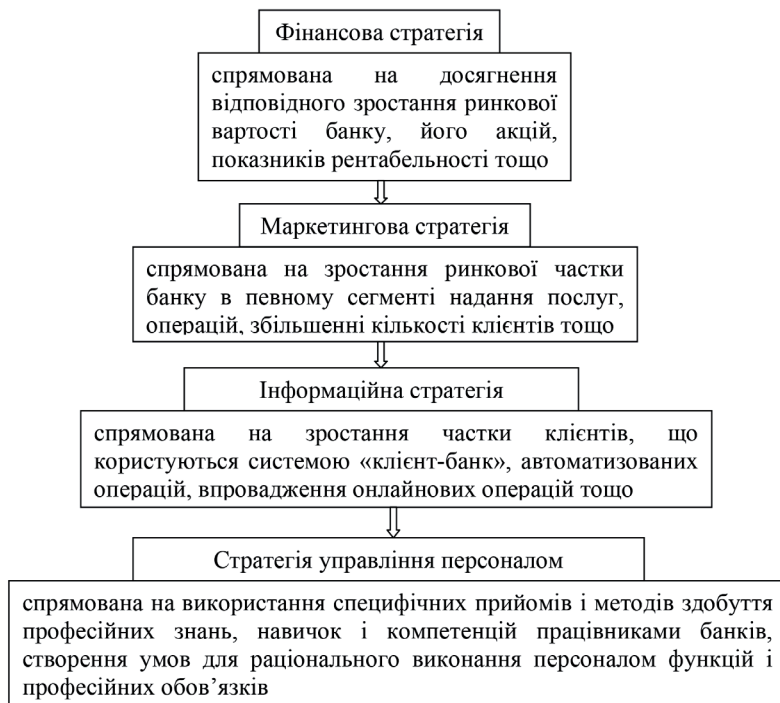 Фінансова стратегія
спрямована на досягнення
відповідного зростання ринкової
вартості банку, його акцій,
показників рентабельності тощо
Маркетингова стратегія
спрямована на зростання ринкової частки
банку в певному сегменті надання послуг,
операцій, збільшенні кількості клієнтів тощо
Інформаційна стратегія
спрямована на зростання частки клієнтів, що
користуються системою «клієнт-банк», автоматизованих
операцій, впровадження онлайнових операцій тощо
Стратегія управління персоналом
спрямована на використання специфічних прийомів і методів здобуття
професійних знань, навичок і компетенцій працівниками банків,
створення умов для раціонального виконання персоналом функцій і
професійних обов’язків